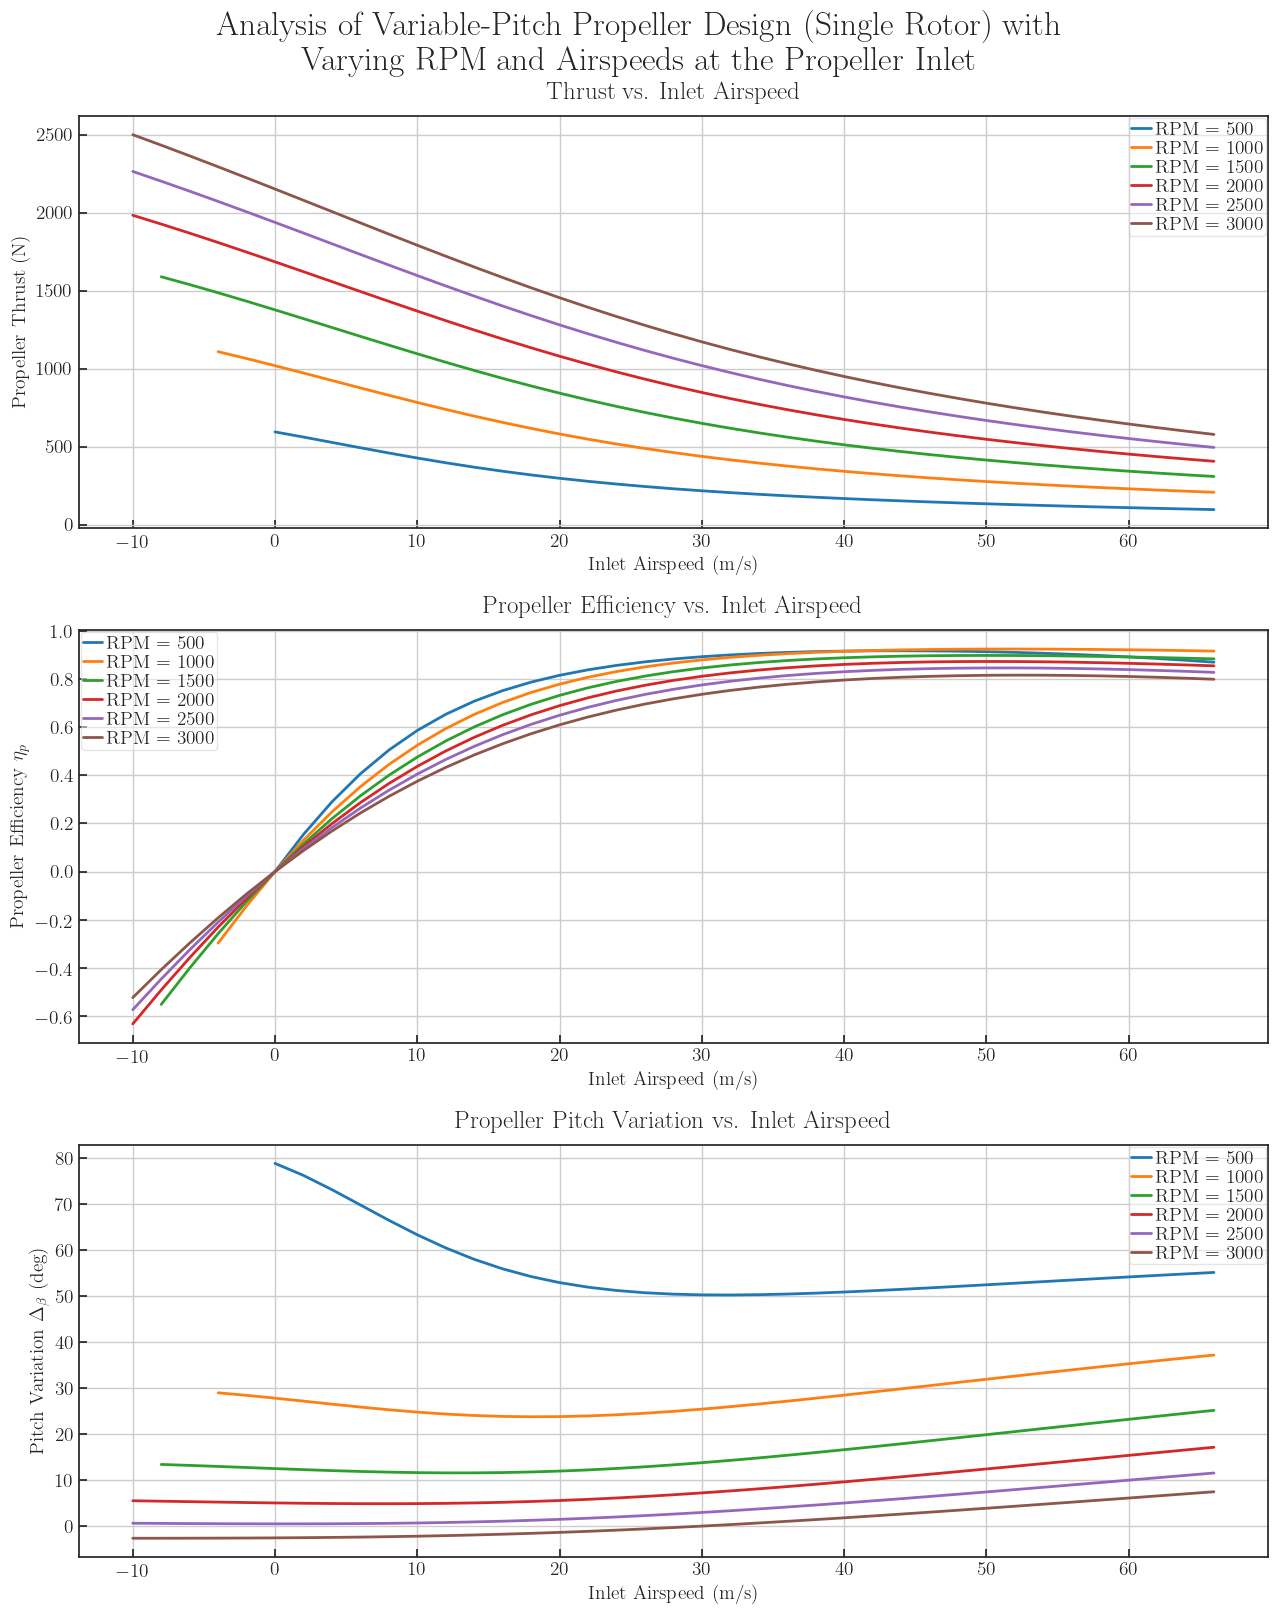 Analysis of Variable-Pitch Propeller Design (Single Rotor) with
Varying RPM and Airspeeds at the Propeller Inlet
Thrust vs. Inlet Airspeed
2500
2000
1500
1000
500
0
Propeller Thrust (N)
RPM = 500
RPM = 1000
RPM = 1500
RPM = 2000
RPM = 2500
RPM = 3000
−10 0 10 20 30 40 50 60
Inlet Airspeed (m/s)
Propeller Efficiency vs. Inlet Airspeed
1.0
0.8
0.6
0.4
0.2
0.0
−0.2
−0.4
−0.6
Propeller Efficiency ηp
RPM = 500
RPM = 1000
RPM = 1500
RPM = 2000
RPM = 2500
RPM = 3000
−10 0 10 20 30 40 50 60
Inlet Airspeed (m/s)
Propeller Pitch Variation vs. Inlet Airspeed
80
70
60
50
40
30
20
10
0
Pitch Variation Δβ (deg)
RPM = 500
RPM = 1000
RPM = 1500
RPM = 2000
RPM = 2500
RPM = 3000
−10 0 10 20 30 40 50 60
Inlet Airspeed (m/s)